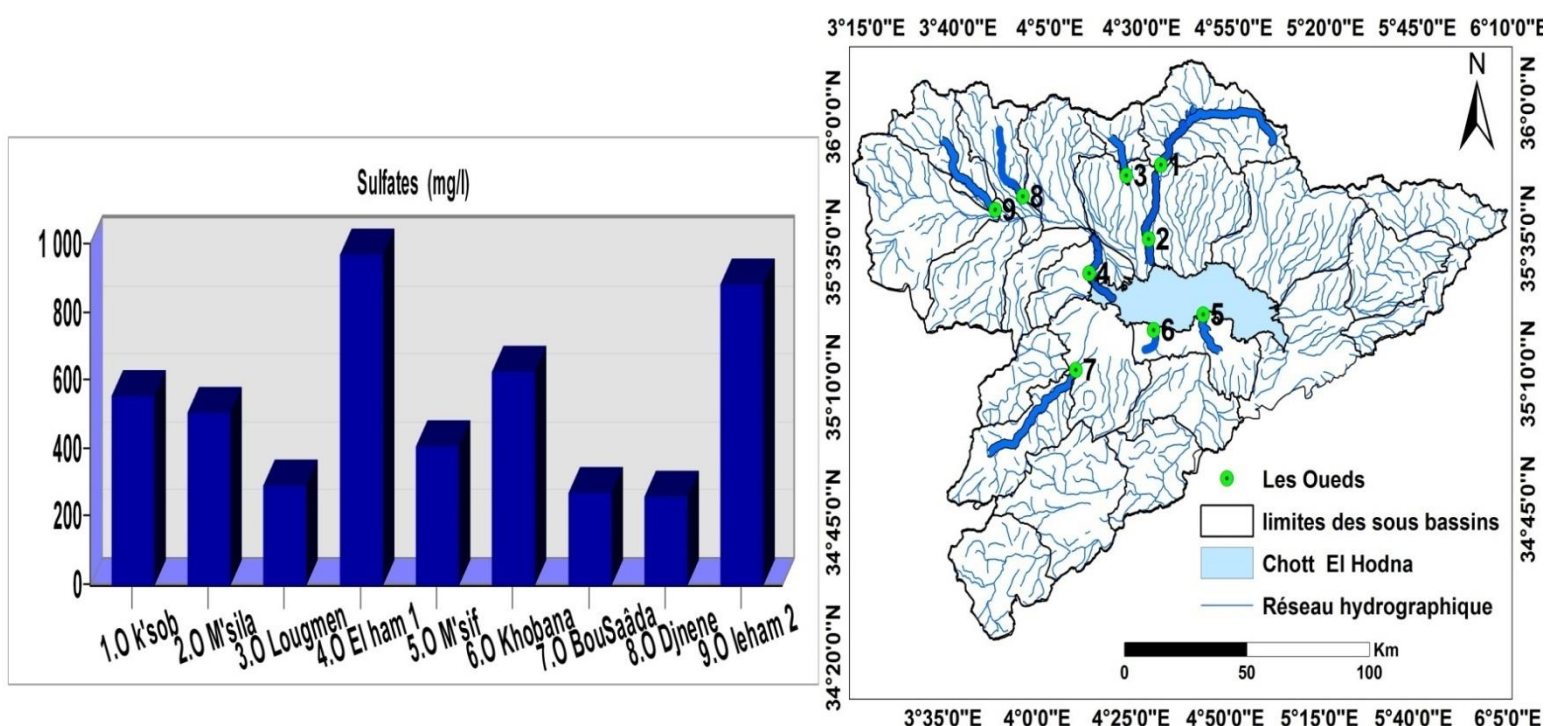 Sulfates (mg/l)
1 000
800
600
400
200
0
1.O k'sob
2.O M'sila
3.O Lougmen
4.O El ham 1
5.O M'sif
6.O Khobana
7.O BouSaâda
8.O Djnene
9.O leham 2
3°15'0"E 3°40'0"E 4°5'0"E 4°30'0"E 4°55'0"E 5°20'0"E 5°45'0"E 6°10'0"E
36°0'0"N
35°35'0"N
35°10'0"N
34°45'0"N
34°20'0"N
N
1
3
8
9
2
4
5
6
7
Les Oueds
limites des sous bassins
Chott El Hodna
Réseau hydrographique
Km
0 50 100
36°0'0"N
35°35'0"N
35°10'0"N
34°45'0"N
3°35'0"E 4°0'0"E 4°25'0"E 4°50'0"E 5°15'0"E 5°40'0"E 6°5'0"E